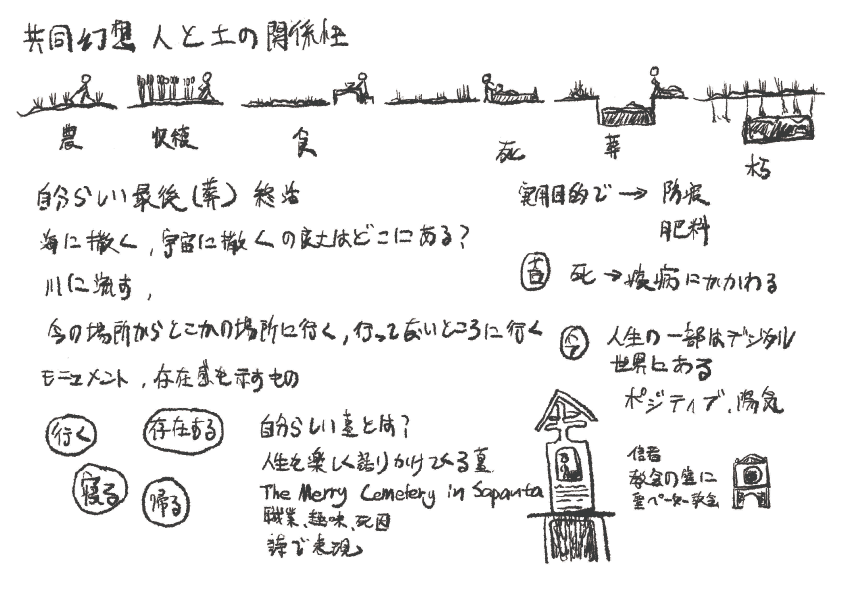 共同幻想 人と土の関係性
農
収穫
食
死
葬
朽
自分らしい最後(葬) 終活
海に撒く,宇宙に撒くの良さはどこにある?
川に流す,
今の場所からどこかの場所に行く,行ってないところに行く
モニュメント,存在感を示すもの
行く
存在する
寝る
帰る
実用目的で → 防疫
肥料
昔 死→疾病にかかわる
今 人生の一部はデジタル
世界にある
ポジティブ、陽気
自分らしい墓とは?
人生を楽しく語りかけてくる墓
The Merry Cemetery in Sapanta
職業、趣味、死因
詩で表現
信者
教会の堂に
聖ペーター教会